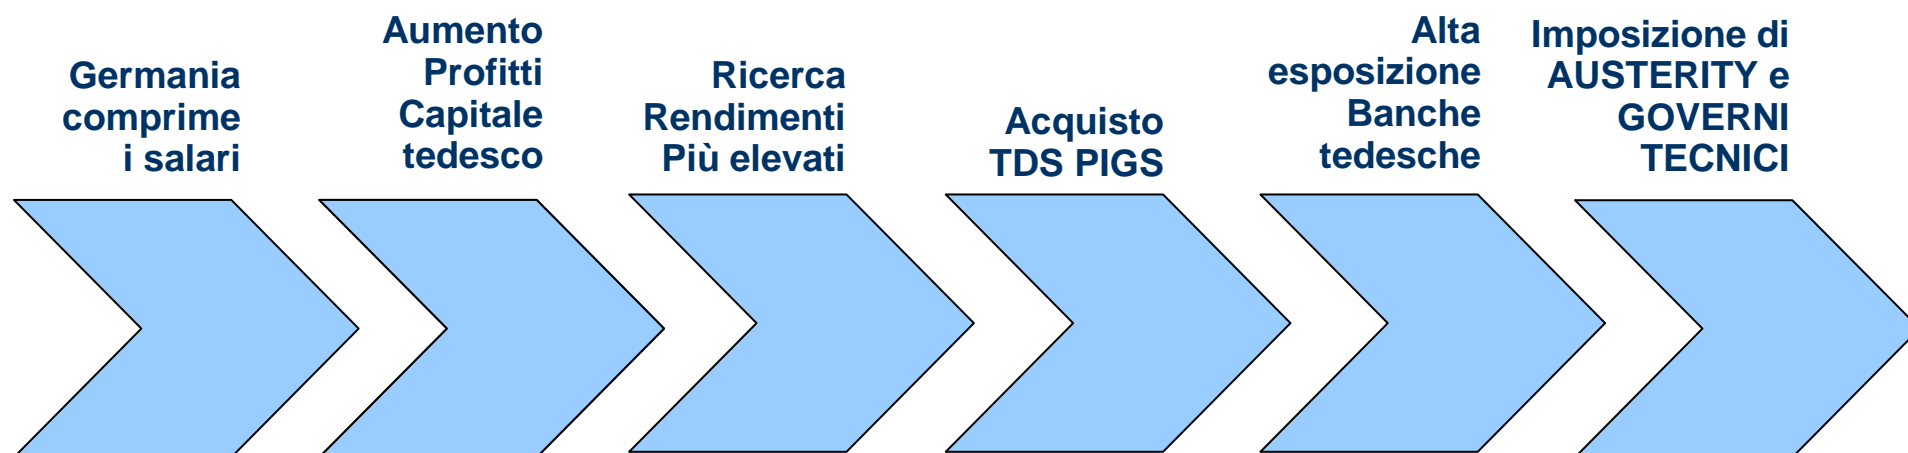 Germania
comprime
i salari
Aumento
Profitti
Capitale
tedesco
Ricerca
Rendimenti
Più elevati
Acquisto
TDS PIGS
Alta
esposizione
Banche
tedesche
Imposizione di
AUSTERITY e
GOVERNI
TECNICI